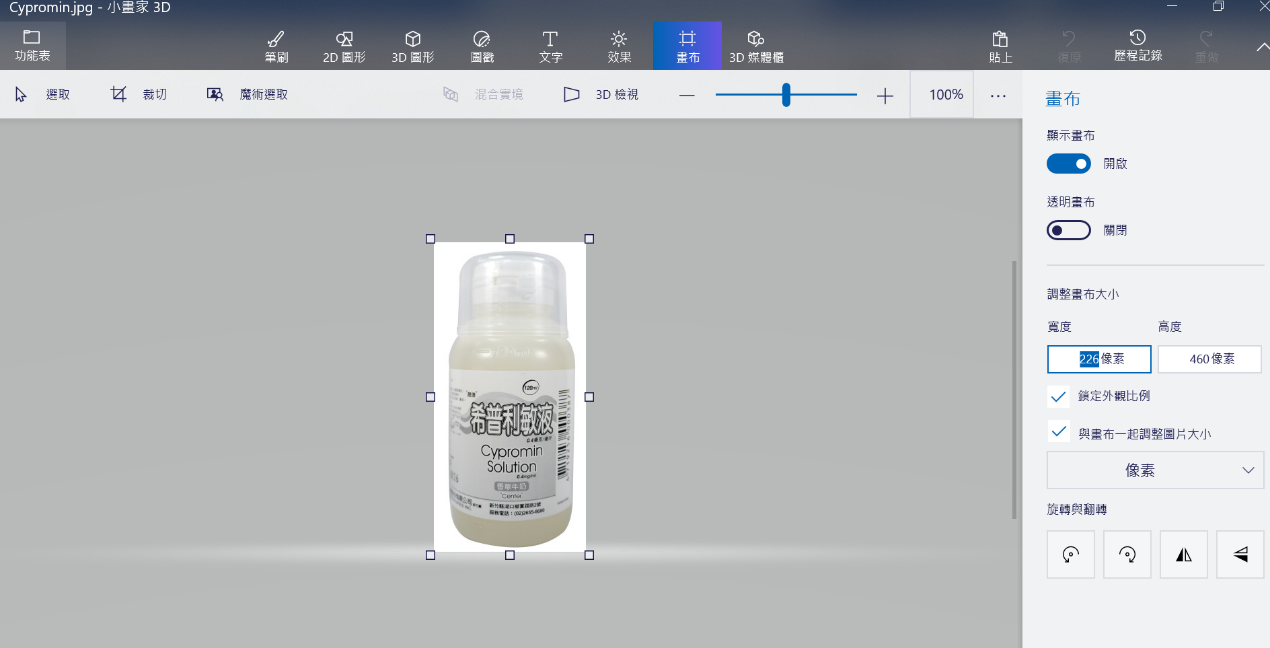 Cypromin.jpg - 小畫家 3D
功能表
筆刷
2D 圖形
3D 圖形
圖戳
文字
效果
畫布
3D 媒體櫃
貼上
復原
歷程記錄
重做
選取
裁切
魔術選取
混合實境
3D 檢視
100%
畫布
顯示畫布
開啟
透明畫布
關閉
調整畫布大小
寬度
高度
226 像素
460 像素
鎖定外觀比例
與畫布一起調整圖片大小
像素
旋轉與翻轉
希普利敏液
Cypromin
Solution
香草牛奶
"Center"